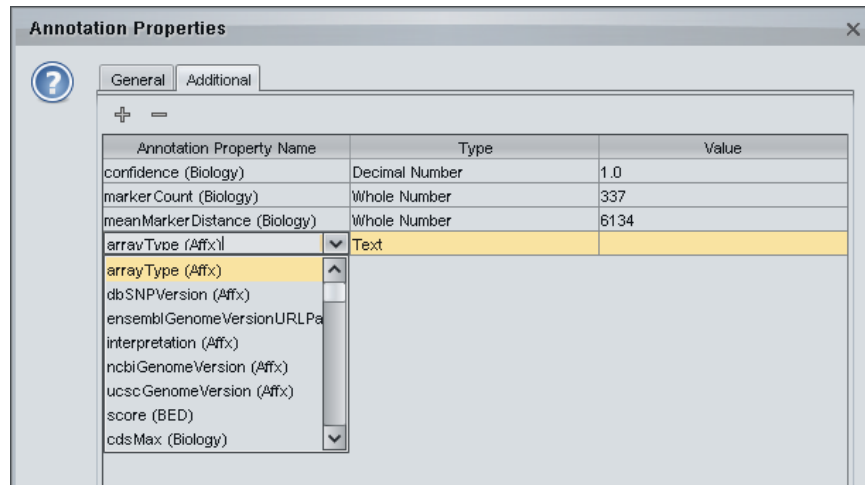 Annotation Properties
General Additional
Annotation Property Name Type Value
confidence (Biology) Decimal Number 1.0
markerCount (Biology) Whole Number 337
meanMarkerDistance (Biology) Whole Number 6134
arrayType (Affx) Text
arrayType (Affx)
dbSNPVersion (Affx)
ensemblGenomeVersionURLPa
interpretation (Affx)
ncbiGenomeVersion (Affx)
ucscGenomeVersion (Affx)
score (BED)
cdsMax (Biology)